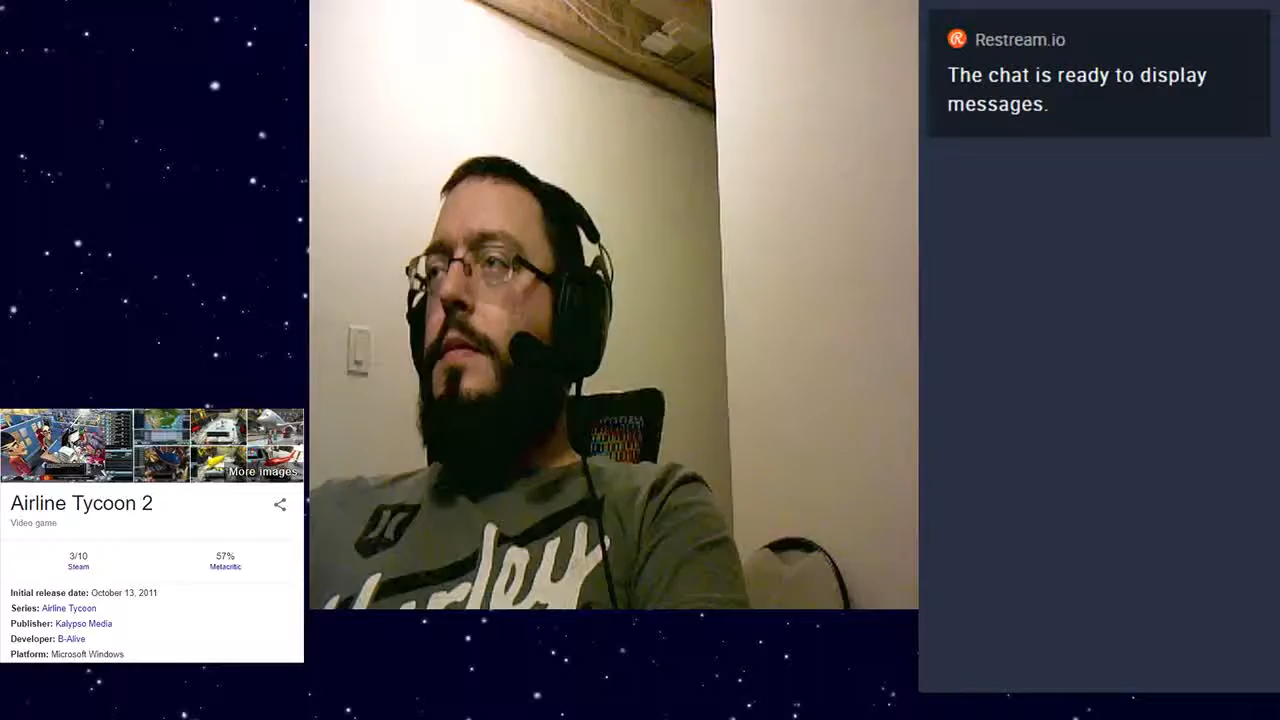 Restream.io
The chat is ready to display
messages.
More images
Airline Tycoon 2
Video game
3/10
Steam
57%
Metacritic
Initial release date: October 13, 2011
Series: Airline Tycoon
Publisher: Kalypso Media
Developer: B-Alive
Platform: Microsoft Windows
Hurley